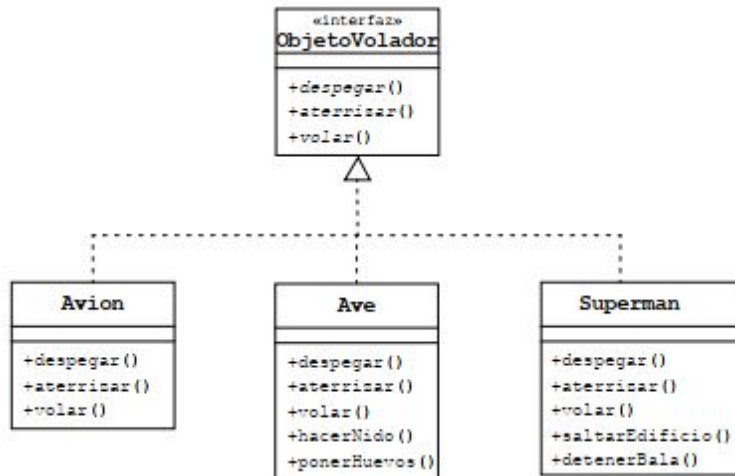 «interfaz»
ObjetoVolador
+despegar()
+aterrizar()
+volar()
Avion
+despegar()
+aterrizar()
+volar()
Ave
+despegar()
+aterrizar()
+volar()
+hacerNido()
+ponerHuevos()
Superman
+despegar()
+aterrizar()
+volar()
+saltarEdificio()
+detenerBala()